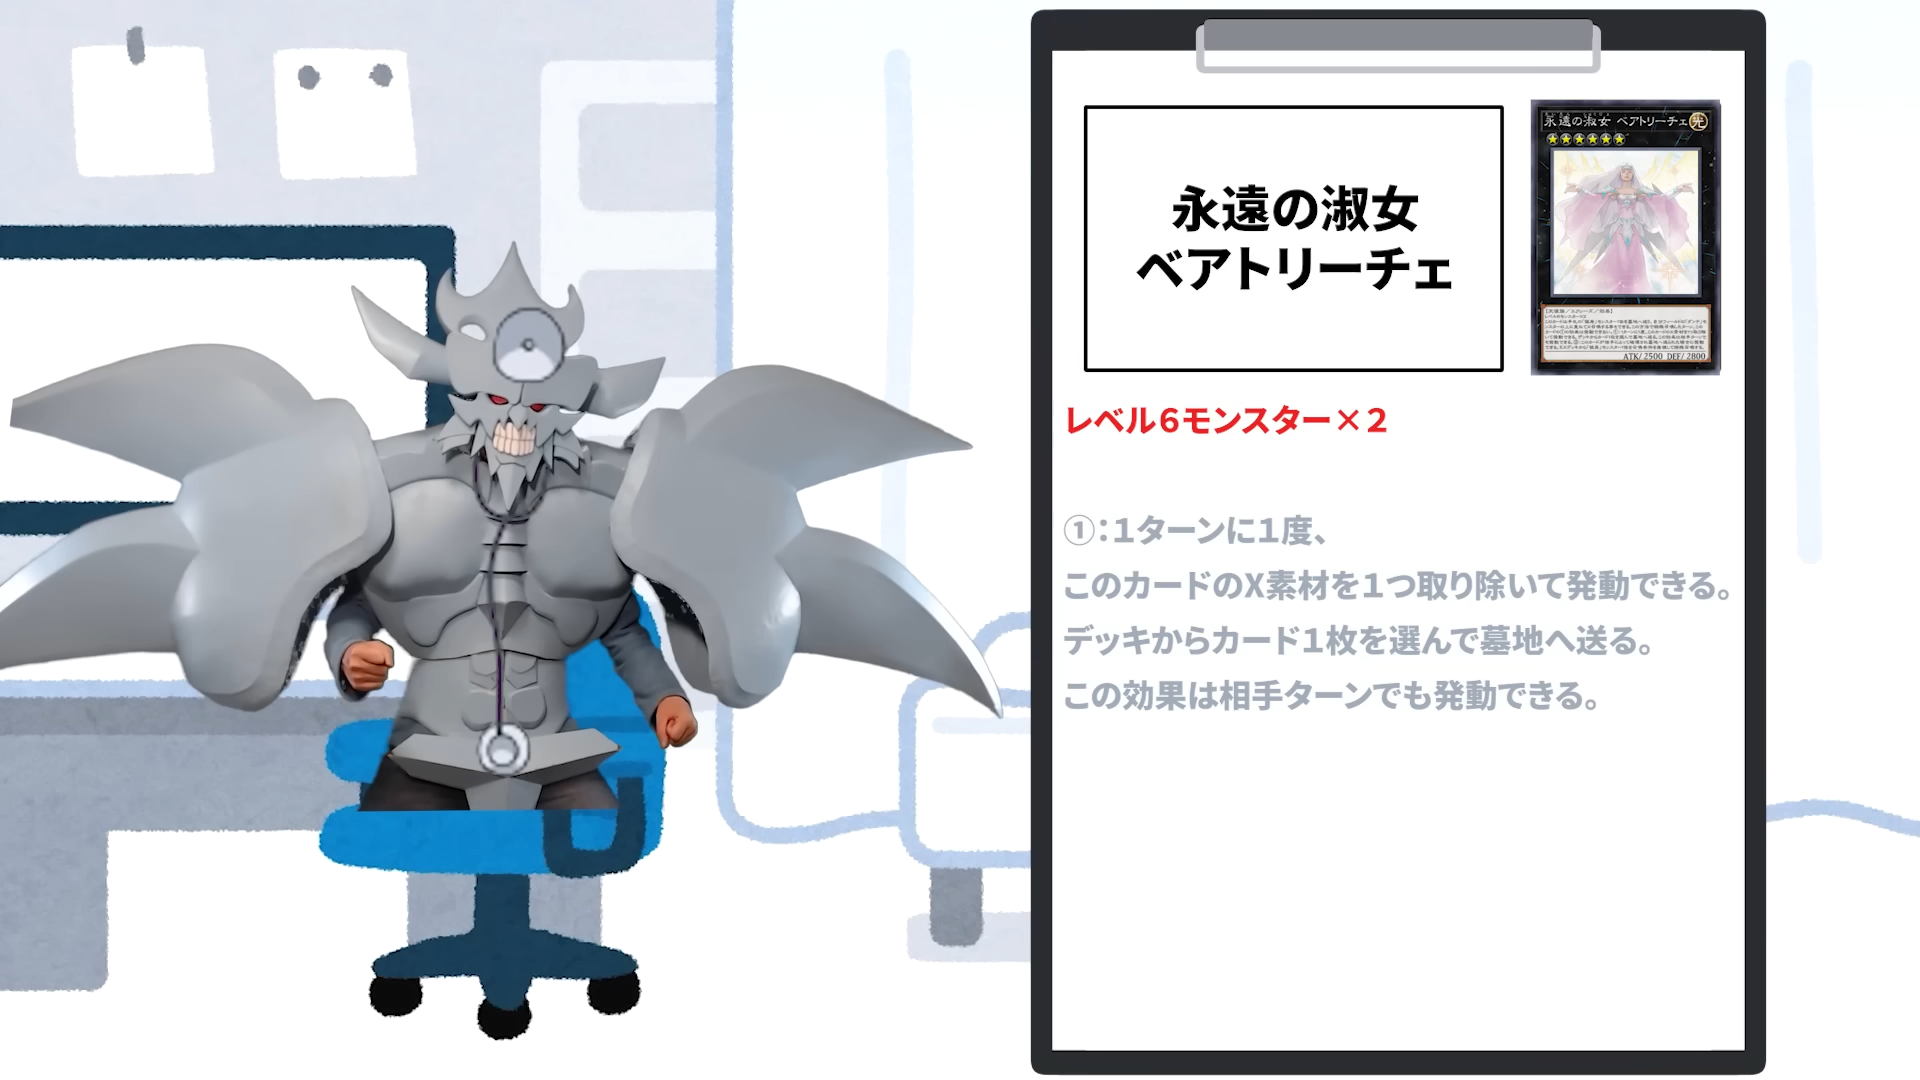 永遠の淑女
ベアトリーチェ
永遠の淑女 ベアトリーチェ
光
ATK/2500 DEF/2800
レベル6モンスター×2
①:1ターンに1度、
このカードのX素材を1つ取り除いて発動できる。
デッキからカード1枚を選んで墓地へ送る。
この効果は相手ターンでも発動できる。